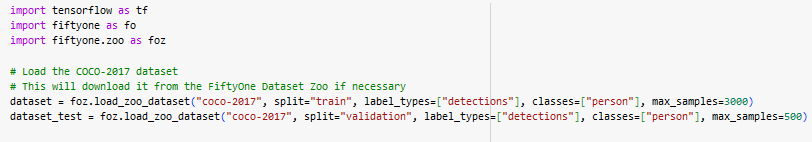 import tensorflow as tf
import fiftyone as fo
import fiftyone.zoo as foz
# Load the COCO-2017 dataset
# This will download it from the FiftyOne Dataset Zoo if necessary
dataset = foz.load_zoo_dataset("coco-2017", split="train", label_types=["detections"], classes=["person"], max_samples=3000)
dataset_test = foz.load_zoo_dataset("coco-2017", split="validation", label_types=["detections"], classes=["person"], max_samples=500)